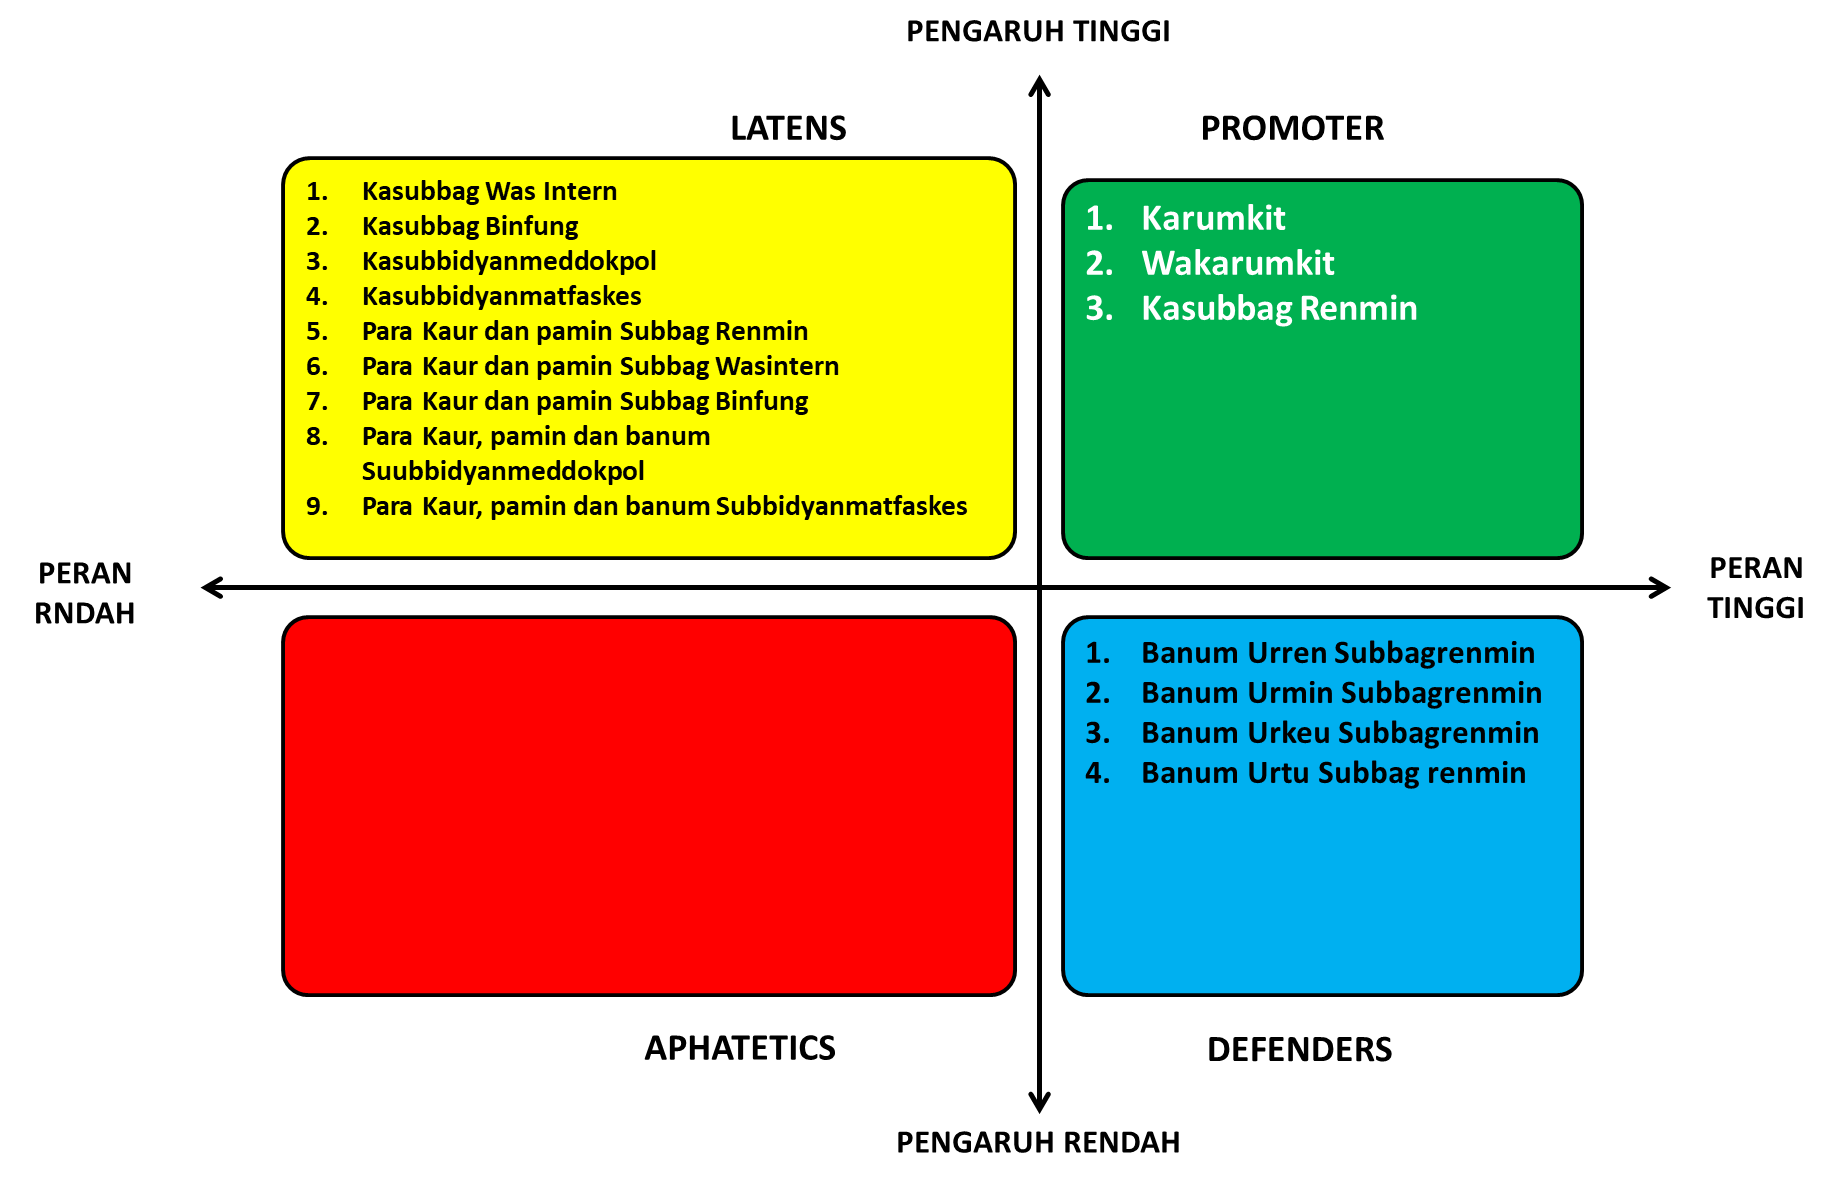 PENGARUH TINGGI
LATENS
1. Kasubbag Was Intern
2. Kasubbag Binfung
3. Kasubbidyanmeddokpol
4. Kasubbidyanmatfaskes
5. Para Kaur dan pamin Subbag Renmin
6. Para Kaur dan pamin Subbag Wasintern
7. Para Kaur dan pamin Subbag Binfung
8. Para Kaur, pamin dan banum
Suubbidyanmeddokpol
9. Para Kaur, pamin dan banum Subbidyanmatfaskes
PROMOTER
1. Karumkit
2. Wakarumkit
3. Kasubbag Renmin
PERAN
RNDAH
PERAN
TINGGI
1. Banum Urren Subbagrenmin
2. Banum Urmin Subbagrenmin
3. Banum Urkeu Subbagrenmin
4. Banum Urtu Subbag renmin
APHATETICS
DEFENDERS
PENGARUH RENDAH